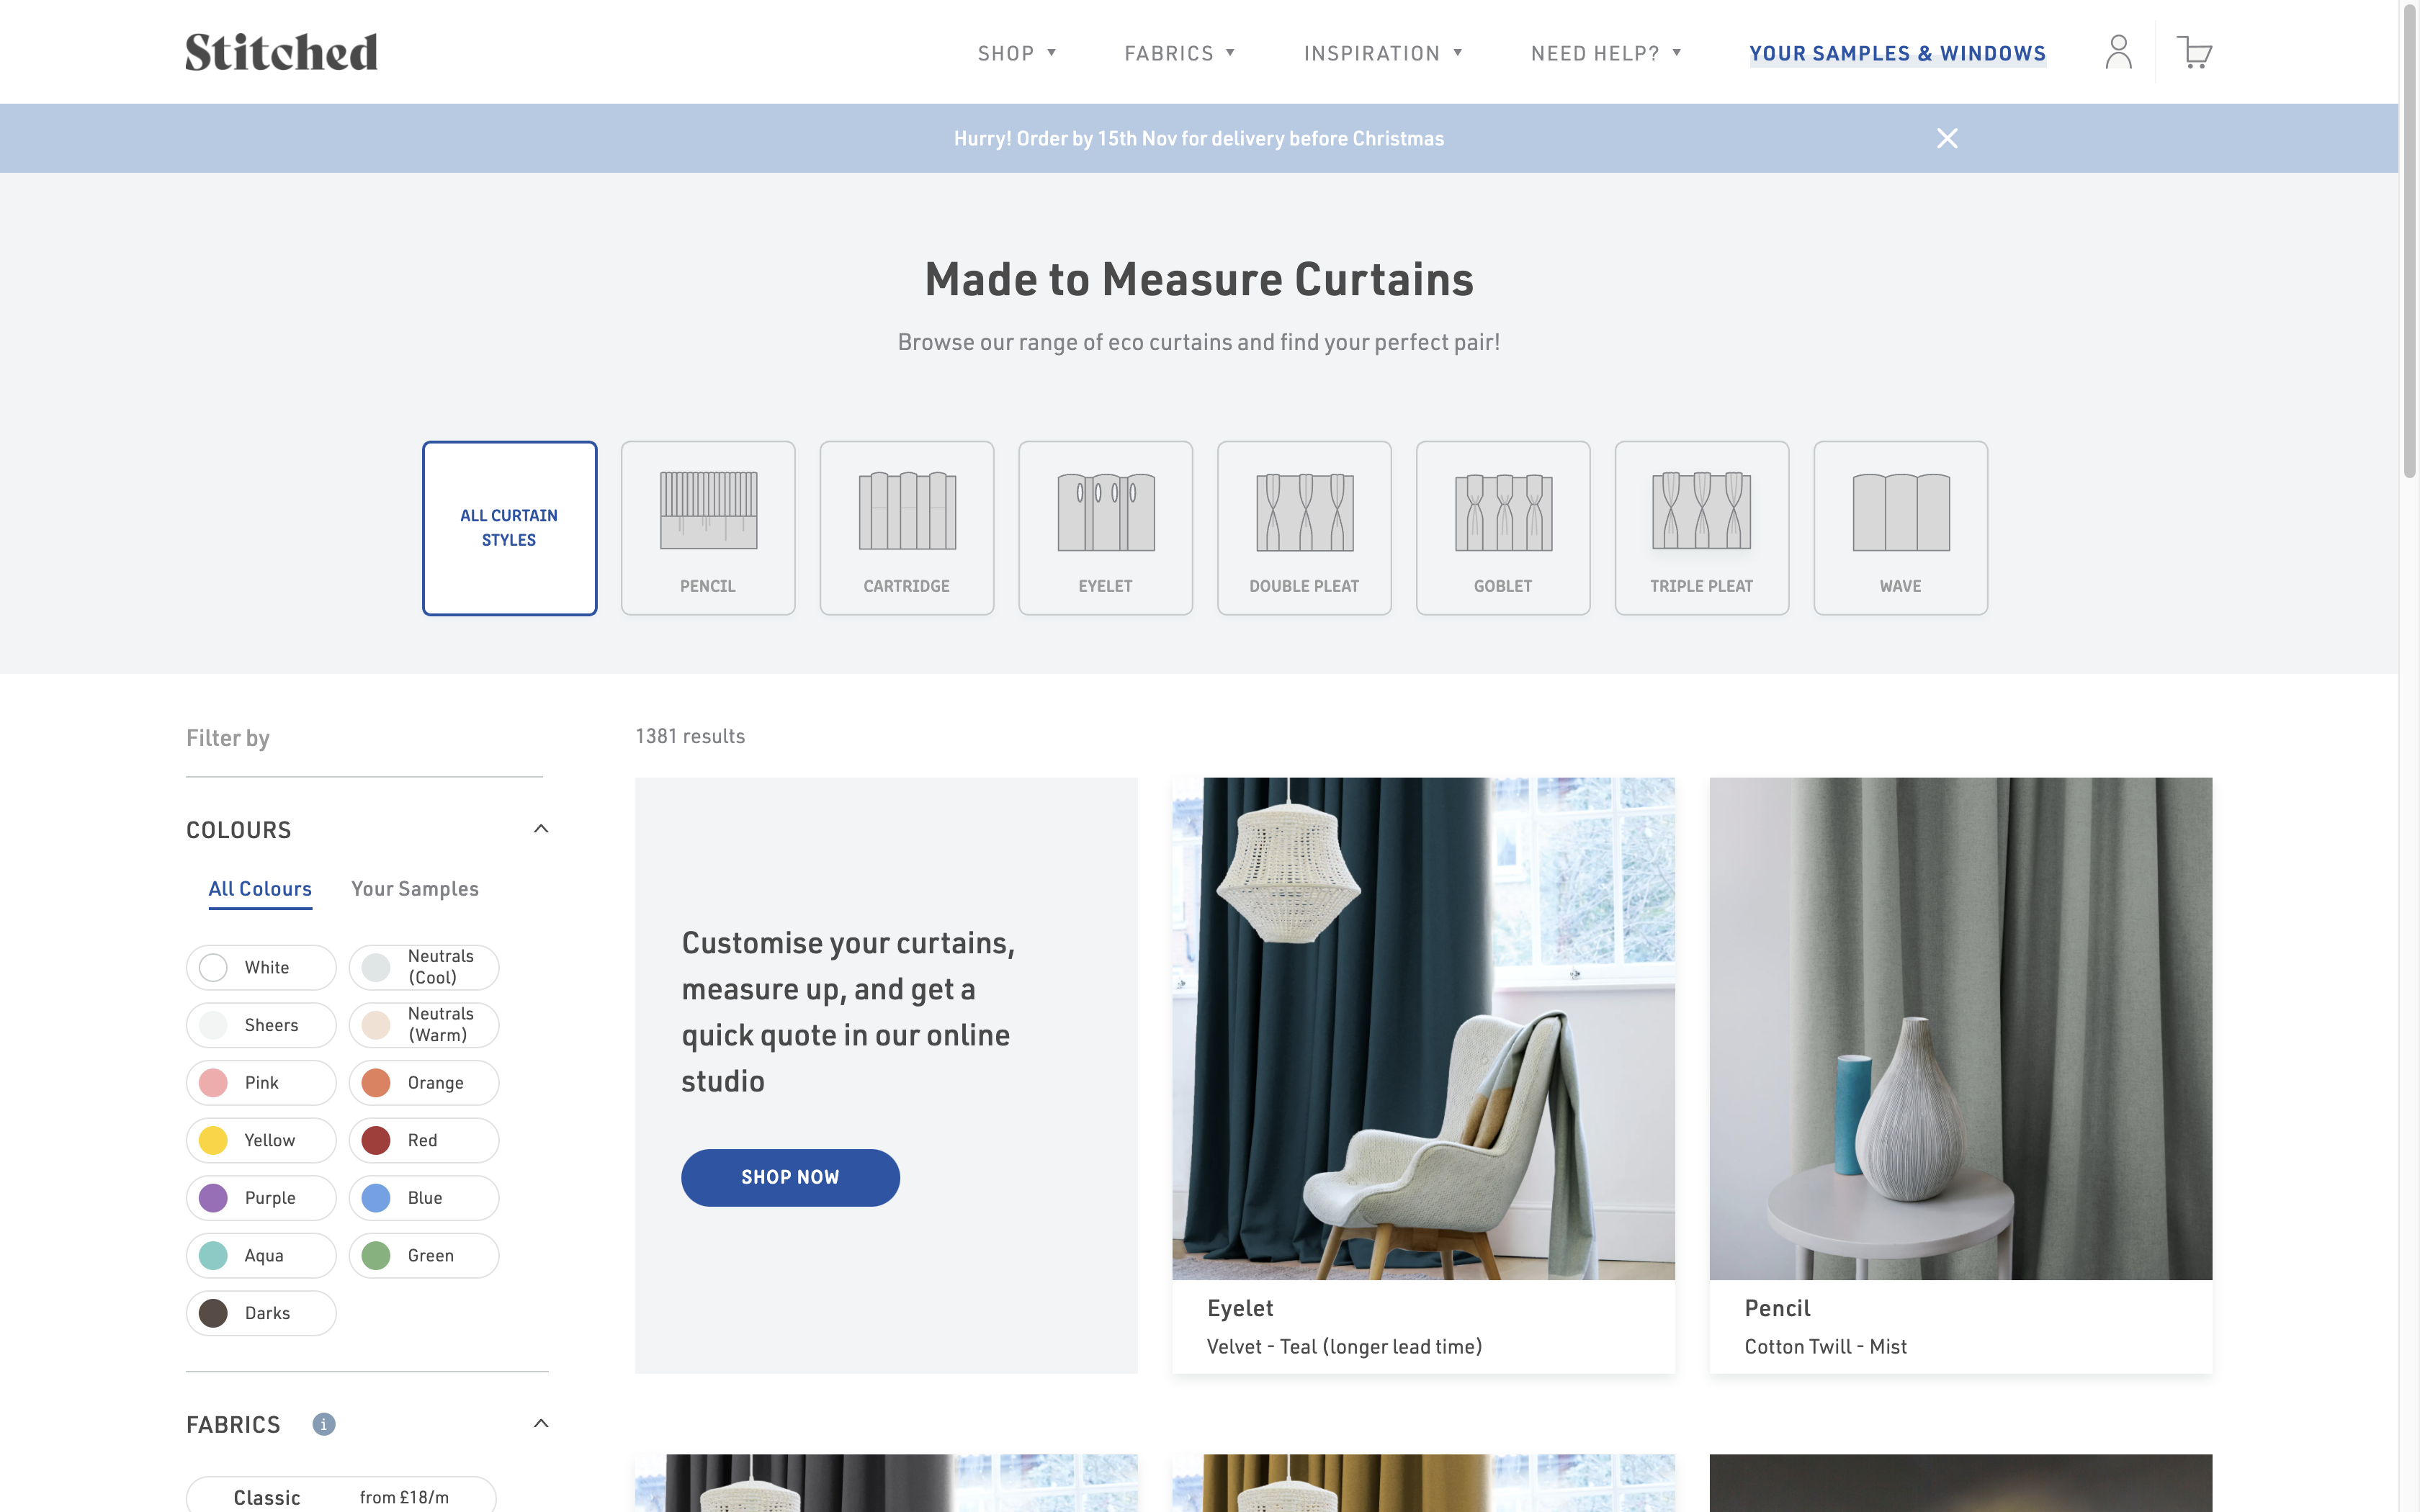 Stitched
SHOP
FABRICS
INSPIRATION
NEED HELP?
YOUR SAMPLES & WINDOWS
Hurry! Order by 15th Nov for delivery before Christmas
Made to Measure Curtains
Browse our range of eco curtains and find your perfect pair!
ALL CURTAIN
STYLES
PENCIL
CARTRIDGE
EYELET
DOUBLE PLEAT
GOBLET
TRIPLE PLEAT
WAVE
Filter by
1381 results
COLOURS
All Colours
Your Samples
White
Neutrals
(Cool)
Sheers
Neutrals
(Warm)
Pink
Orange
Yellow
Red
Purple
Blue
Aqua
Green
Darks
FABRICS
i
Classic
from £18/m
Customise your curtains,
measure up, and get a
quick quote in our online
studio
SHOP NOW
Eyelet
Velvet - Teal (longer lead time)
Pencil
Cotton Twill - Mist